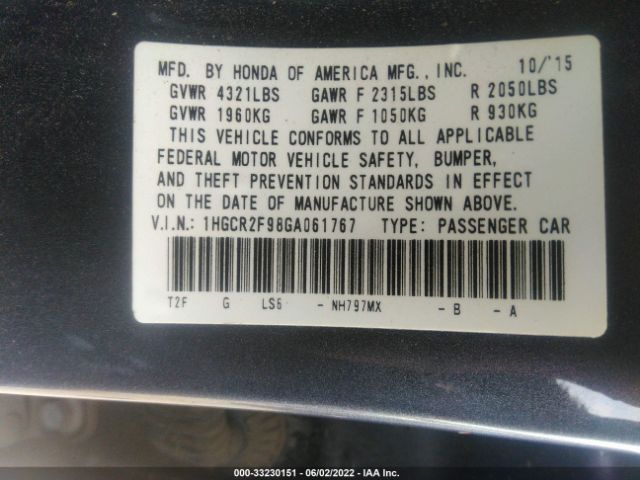 MFD. BY HONDA OF AMERICA MFG., INC. 10/'15
GVWR 4321LBS GAWR F 2315LBS R 2050LBS
GVWR 1960KG GAWR F 1050KG R 930KG
THIS VEHICLE CONFORMS TO ALL APPLICABLE
FEDERAL MOTOR VEHICLE SAFETY, BUMPER,
AND THEFT PREVENTION STANDARDS IN EFFECT
ON THE DATE OF MANUFACTURE SHOWN ABOVE.
V.I.N.: 1HGCR2F98GA061767 TYPE: PASSENGER CAR
T2F G LS6 - NH797MX - B - A
000-33230151 - 06/02/2022 - IAA Inc.